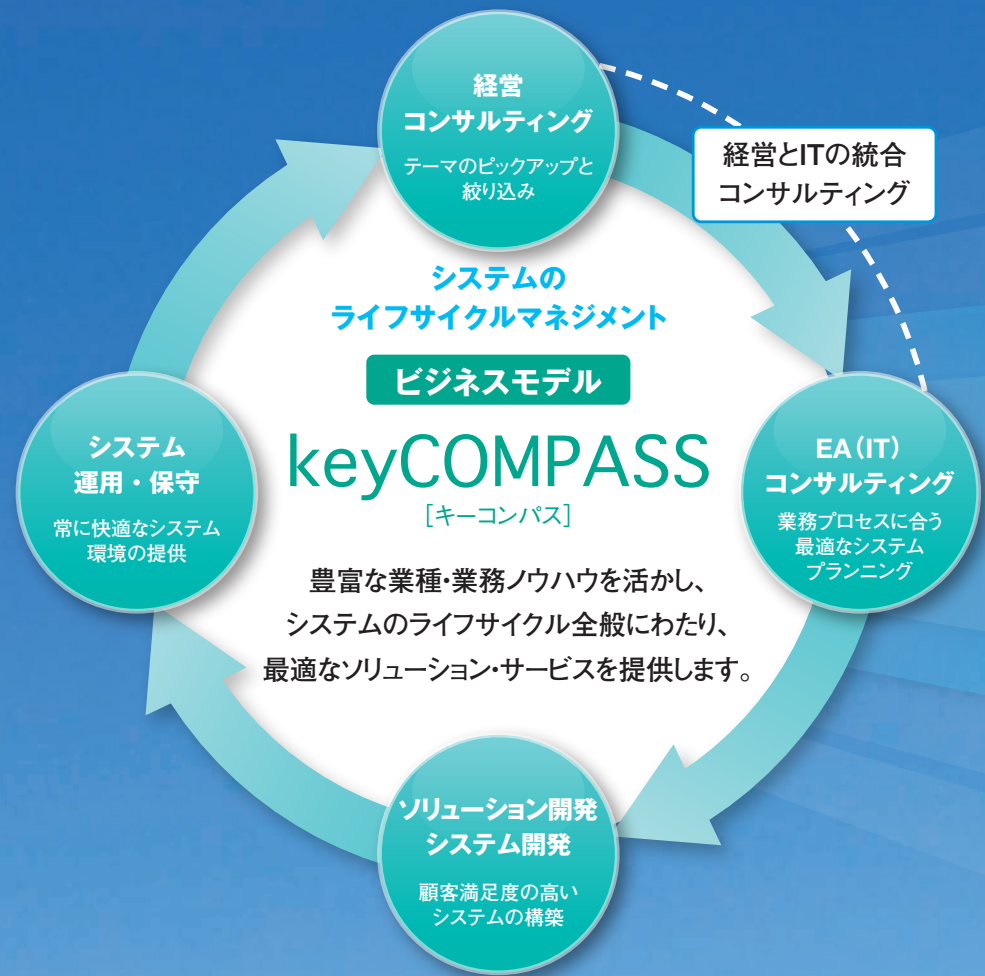 経営
コンサルティング
テーマのピックアップと
絞り込み
経営とITの統合
コンサルティング
システムの
ライフサイクルマネジメント
ビジネスモデル
keyCOMPASS
[キーコンパス]
豊富な業種・業務ノウハウを活かし、
システムのライフサイクル全般にわたり、
最適なソリューション・サービスを提供します。
EA(IT)
コンサルティング
業務プロセスに合う
最適なシステム
プランニング
ソリューション開発
システム開発
顧客満足度の高い
システムの構築
システム
運用・保守
常に快適なシステム
環境の提供